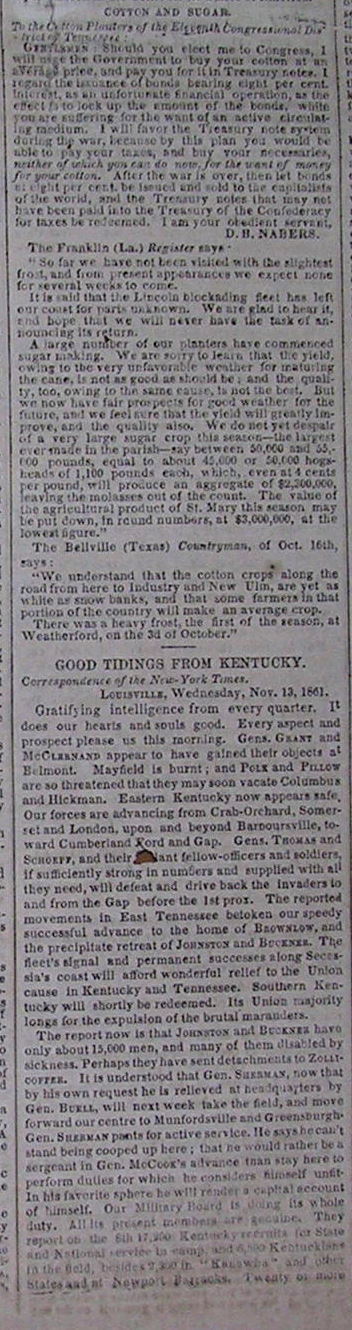 COTTON AND SUGAR.
To the Cotton Planters of the Eleventh Congressional Dis-
trict of Tennessee:
GENTLEMEN: Should you elect me to Congress, I
will urge the Government to buy your cotton at an
average price, and pay you for it in Treasury notes. I
regard the issuance of bonds bearing eight per cent.
interest, as an unfortunate financial operation, as the
effect is to lock up the amount of the bonds, while
you are suffering for the want of an active circulat-
ing medium. I will favor the Treasury note system
during the war, because by this plan you would be
able to pay your taxes, and buy your necessaries,
neither of which you can do now, for the want of money
for your cotton. After the war is over, then let bonds
at eight per cent. be issued and sold to the capitalists
of the world, and the Treasury notes that may not
have been paid into the Treasury of the Confederacy
for taxes be redeemed. I am your obedient servant,
D. B. NABERS.
The Franklin (La.) Register says:
"So far we have not been visited with the slightest
frost, and from present appearances we expect none
for several weeks to come.
It is said that the Lincoln blockading fleet has left
our coast for parts unknown. We are glad to hear it,
and hope that we will never have the task of an-
nouncing its return.
A large number of our planters have commenced
sugar making. We are sorry to learn that the yield,
owing to the very unfavorable weather for maturing
the cane, is not as good as should be; and the quali-
ty, too, owing to the same cause, is not the best. But
we now have fair prospects for good weather for the
future, and we feel sure that the yield will greatly im-
prove, and the quality also. We do not yet despair
of a very large sugar crop this season—the largest
ever made in the parish—say between 50,000 and 55,-
000 pounds, equal to about 45,000 or 50,000 hogs-
heads of 1,100 pounds each, which, even at 4 cents
per pound, will produce an aggregate of $2,300,000,
leaving the molasses out of the count. The value of
the agricultural product of St. Mary this season may
be put down, in round numbers, at $3,000,000, at the
lowest figure."
The Bellville (Texas) Countryman, of Oct. 16th,
says:
"We understand that the cotton crops along the
road from here to Industry and New Ulm, are yet as
white as snow banks, and that some farmers in that
portion of the country will make an average crop.
There was a heavy frost, the first of the season, at
Weatherford, on the 3d of October."
GOOD TIDINGS FROM KENTUCKY.
Correspondence of the New-York Times.
LOUISVILLE, Wednesday, Nov. 13, 1861.
Gratifying intelligence from every quarter. It
does our hearts and souls good. Every aspect and
prospect please us this morning. Gens. GRANT and
MCCLERNAND appear to have gained their objects at
Belmont. Mayfield is burnt; and POLK and PILLOW
are so threatened that they may soon vacate Columbus
and Hickman. Eastern Kentucky now appears safe.
Our forces are advancing from Crab-Orchard, Somer-
set and London, upon and beyond Barboursville, to-
ward Cumberland Ford and Gap. Gens. THOMAS and
SCHOEPF, and their ant fellow-officers and soldiers,
if sufficiently strong in numbers and supplied with all
they need, will defeat and drive back the invaders to
and from the Gap before the 1st prox. The reported
movements in East Tennessee betoken our speedy
successful advance to the home of BROWNLOW, and
the precipitate retreat of JOHNSTON and BUCKNER. The
fleet's signal and permanent successes along Seces-
sia's coast will afford wonderful relief to the Union
cause in Kentucky and Tennessee. Southern Ken-
tucky will shortly be redeemed. Its Union majority
longs for the expulsion of the brutal marauders.
The report now is that JOHNSTON and BUCKNER have
only about 15,000 men, and many of them disabled by
sickness. Perhaps they have sent detachments to ZOLLI-
COFFER. It is understood that Gen. SHERMAN, now that
by his own request he is relieved at headquarters by
Gen. BUELL, will next week take the field, and move
forward our centre to Munfordsville and Greensburgh.
Gen. SHERMAN pants for active service. He says he can't
stand being cooped up here; that he would rather be a
sergeant in Gen. MCCOOK's advance than stay here to
perform duties for which he considers himself unfit-
In his favorite sphere he will render a capital account
of himself. Our Military Board is doing its whole
duty. All its present members are genuine. They
report on the 8th 17,200 Kentucky recruits for State
and National service in camp, and Kentuckians
in the field, besides in "Kanawha" and other
States and at Newport Barracks. Twenty or more